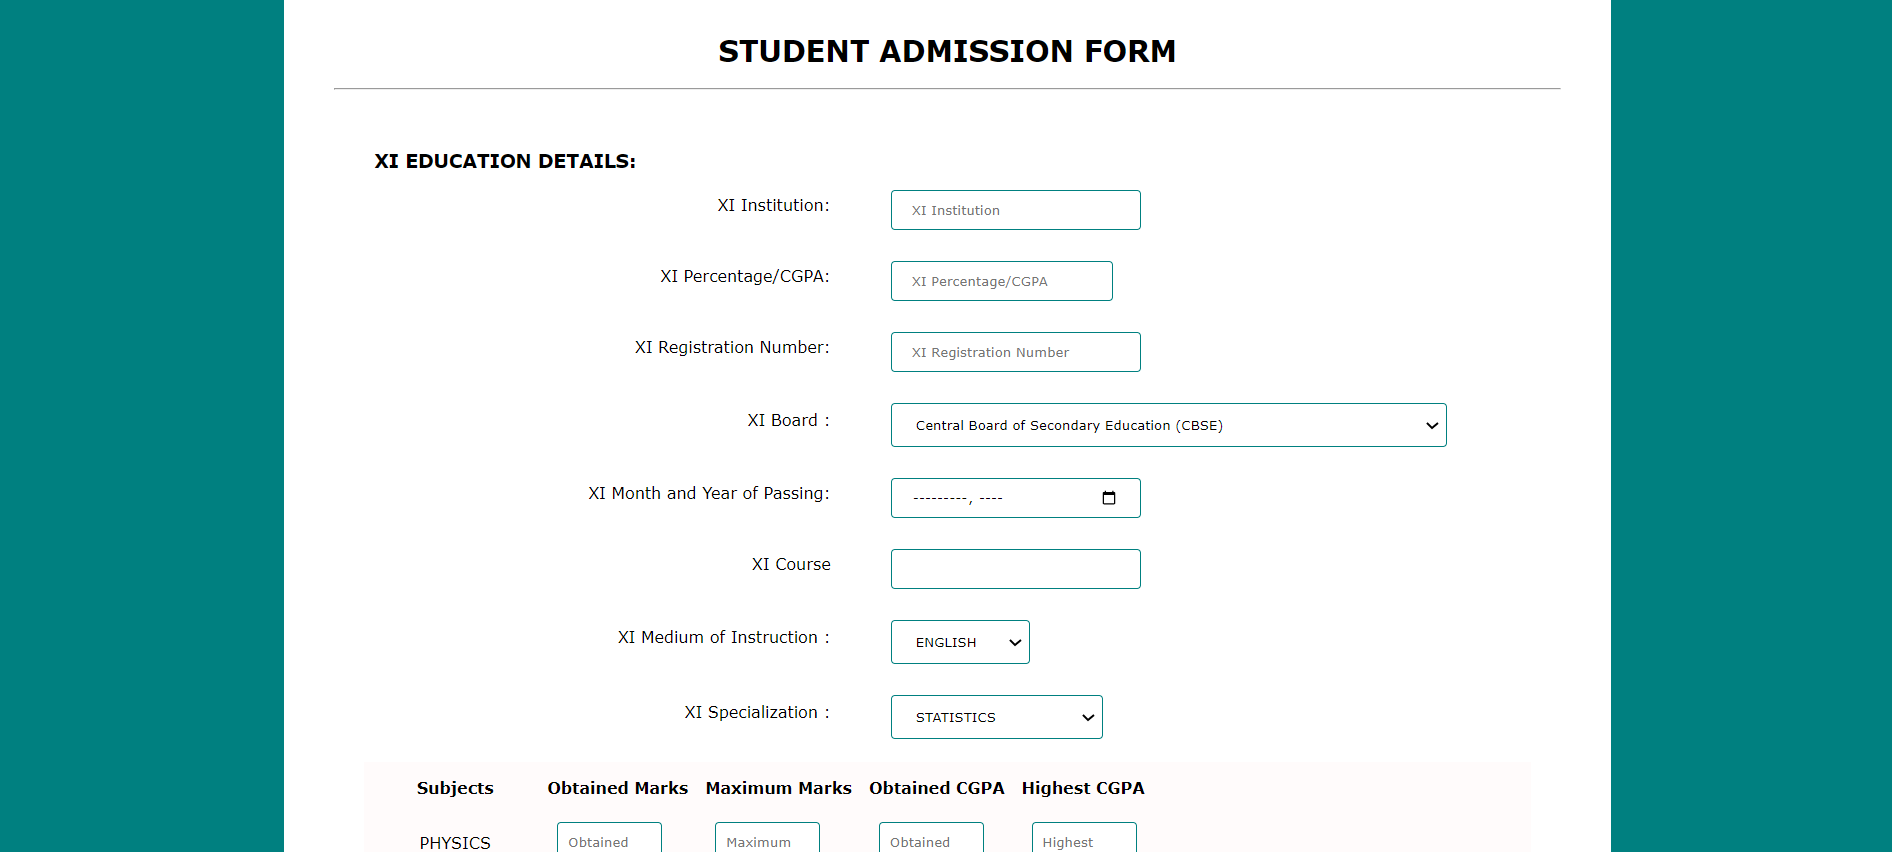 STUDENT ADMISSION FORM
XI EDUCATION DETAILS:
XI Institution: XI Institution
XI Percentage/CGPA: XI Percentage/CGPA
XI Registration Number: XI Registration Number
XI Board : Central Board of Secondary Education (CBSE)
XI Month and Year of Passing: ---------, ----
XI Course
XI Medium of Instruction : ENGLISH
XI Specialization : STATISTICS
Subjects Obtained Marks Maximum Marks Obtained CGPA Highest CGPA
PHYSICS Obtained Maximum Obtained Highest